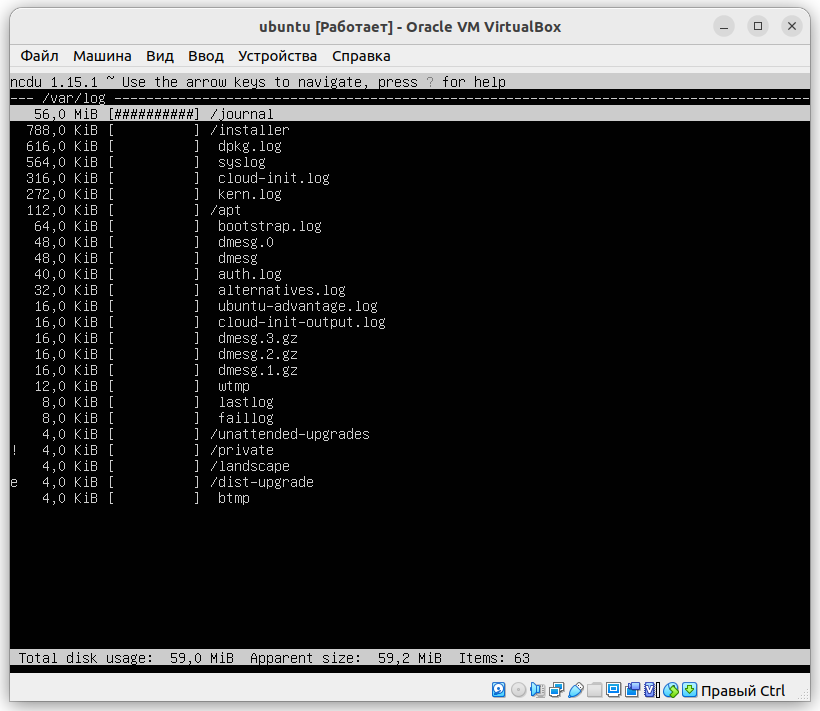 ubuntu [Работает] - Oracle VM VirtualBox
Файл Машина Вид Ввод Устройства Справка
ncdu 1.15.1 ~ Use the arrow keys to navigate, press ? for help
--- /var/log ----------------------------------------------------------------------------------------
56,0 MiB [##########] /journal
788,0 KiB [          ] /installer
616,0 KiB [          ]  dpkg.log
564,0 KiB [          ]  syslog
316,0 KiB [          ]  cloud-init.log
272,0 KiB [          ]  kern.log
112,0 KiB [          ] /apt
64,0 KiB [          ]  bootstrap.log
48,0 KiB [          ]  dmesg.0
48,0 KiB [          ]  dmesg
40,0 KiB [          ]  auth.log
32,0 KiB [          ]  alternatives.log
16,0 KiB [          ]  ubuntu-advantage.log
16,0 KiB [          ]  cloud-init-output.log
16,0 KiB [          ]  dmesg.3.gz
16,0 KiB [          ]  dmesg.2.gz
16,0 KiB [          ]  dmesg.1.gz
12,0 KiB [          ]  wtmp
8,0 KiB [          ]  lastlog
8,0 KiB [          ]  faillog
4,0 KiB [          ] /unattended-upgrades
! 4,0 KiB [          ] /private
4,0 KiB [          ] /landscape
e 4,0 KiB [          ] /dist-upgrade
4,0 KiB [          ]  btmp
Total disk usage: 59,0 MiB Apparent size: 59,2 MiB Items: 63
Правый Ctrl